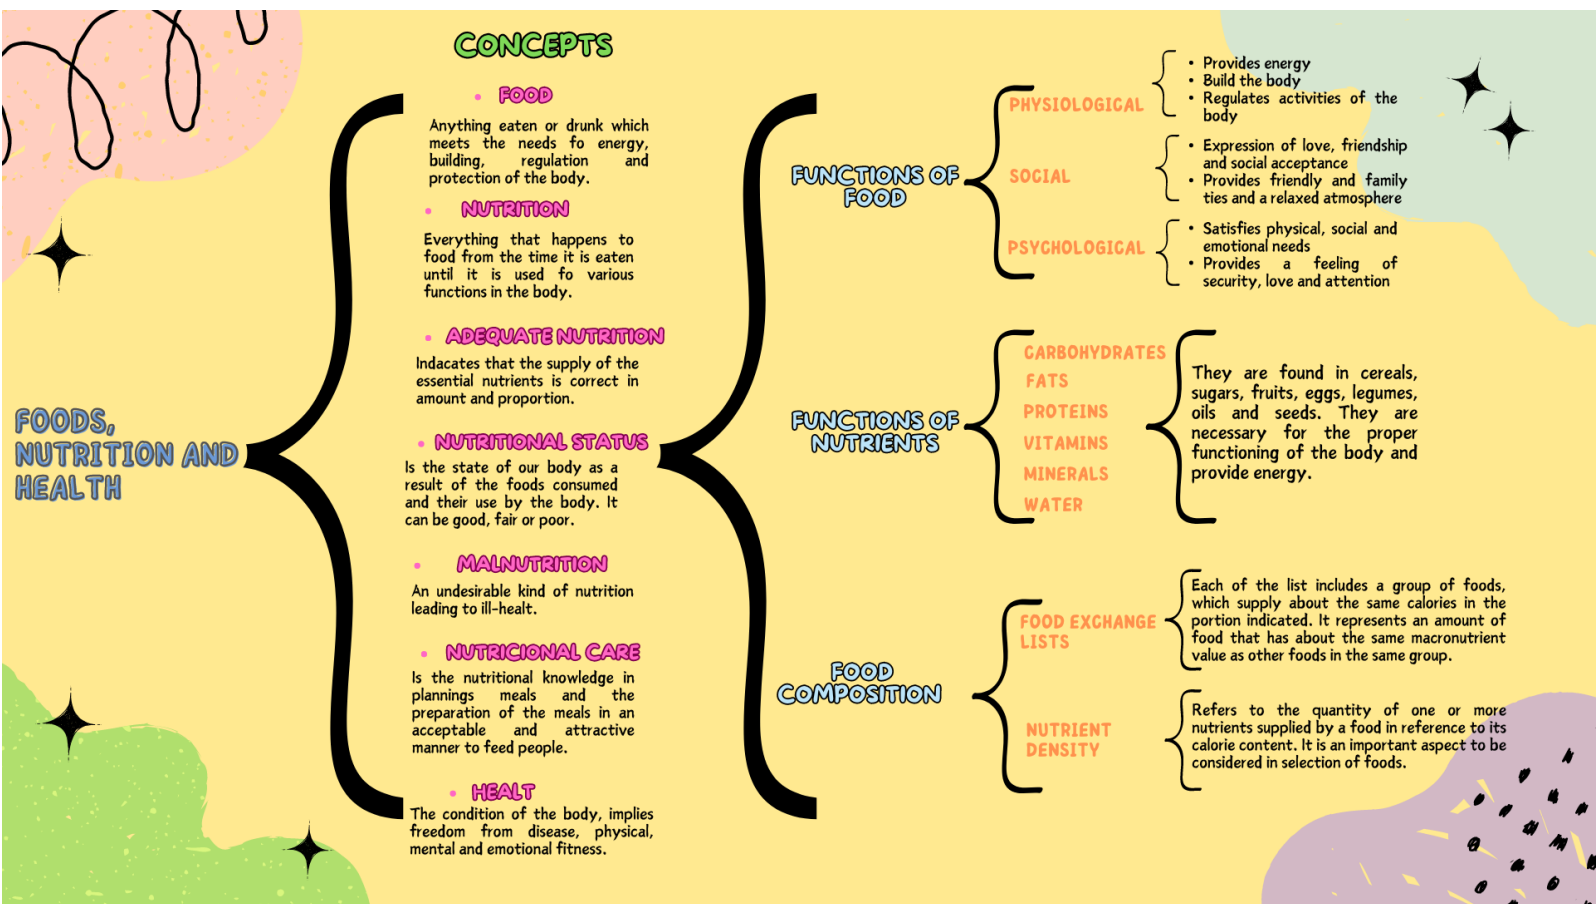 FOODS,
NUTRITION AND
HEALTH
CONCEPTS
• FOOD
Anything eaten or drunk which
meets the needs fo energy,
building, regulation and
protection of the body.
• NUTRITION
Everything that happens to
food from the time it is eaten
until it is used fo various
functions in the body.
• ADEQUATE NUTRITION
Indacates that the supply of the
essential nutrients is correct in
amount and proportion.
• NUTRITIONAL STATUS
Is the state of our body as a
result of the foods consumed
and their use by the body. It
can be good, fair or poor.
• MALNUTRITION
An undesirable kind of nutrition
leading to ill-healt.
• NUTRICIONAL CARE
Is the nutritional knowledge in
plannings meals and the
preparation of the meals in an
acceptable and attractive
manner to feed people.
• HEALT
The condition of the body, implies
freedom from disease, physical,
mental and emotional fitness.
FUNCTIONS OF
FOOD
PHYSIOLOGICAL
• Provides energy
• Build the body
• Regulates activities of the
body
SOCIAL
• Expression of love, friendship
and social acceptance
• Provides friendly and family
ties and a relaxed atmosphere
PSYCHOLOGICAL
• Satisfies physical, social and
emotional needs
• Provides a feeling of
security, love and attention
FUNCTIONS OF
NUTRIENTS
CARBOHYDRATES
FATS
PROTEINS
VITAMINS
MINERALS
WATER
They are found in cereals,
sugars, fruits, eggs, legumes,
oils and seeds. They are
necessary for the proper
functioning of the body and
provide energy.
FOOD
COMPOSITION
FOOD EXCHANGE
LISTS
Each of the list includes a group of foods,
which supply about the same calories in the
portion indicated. It represents an amount of
food that has about the same macronutrient
value as other foods in the same group.
NUTRIENT
DENSITY
Refers to the quantity of one or more
nutrients supplied by a food in reference to its
calorie content. It is an important aspect to be
considered in selection of foods.